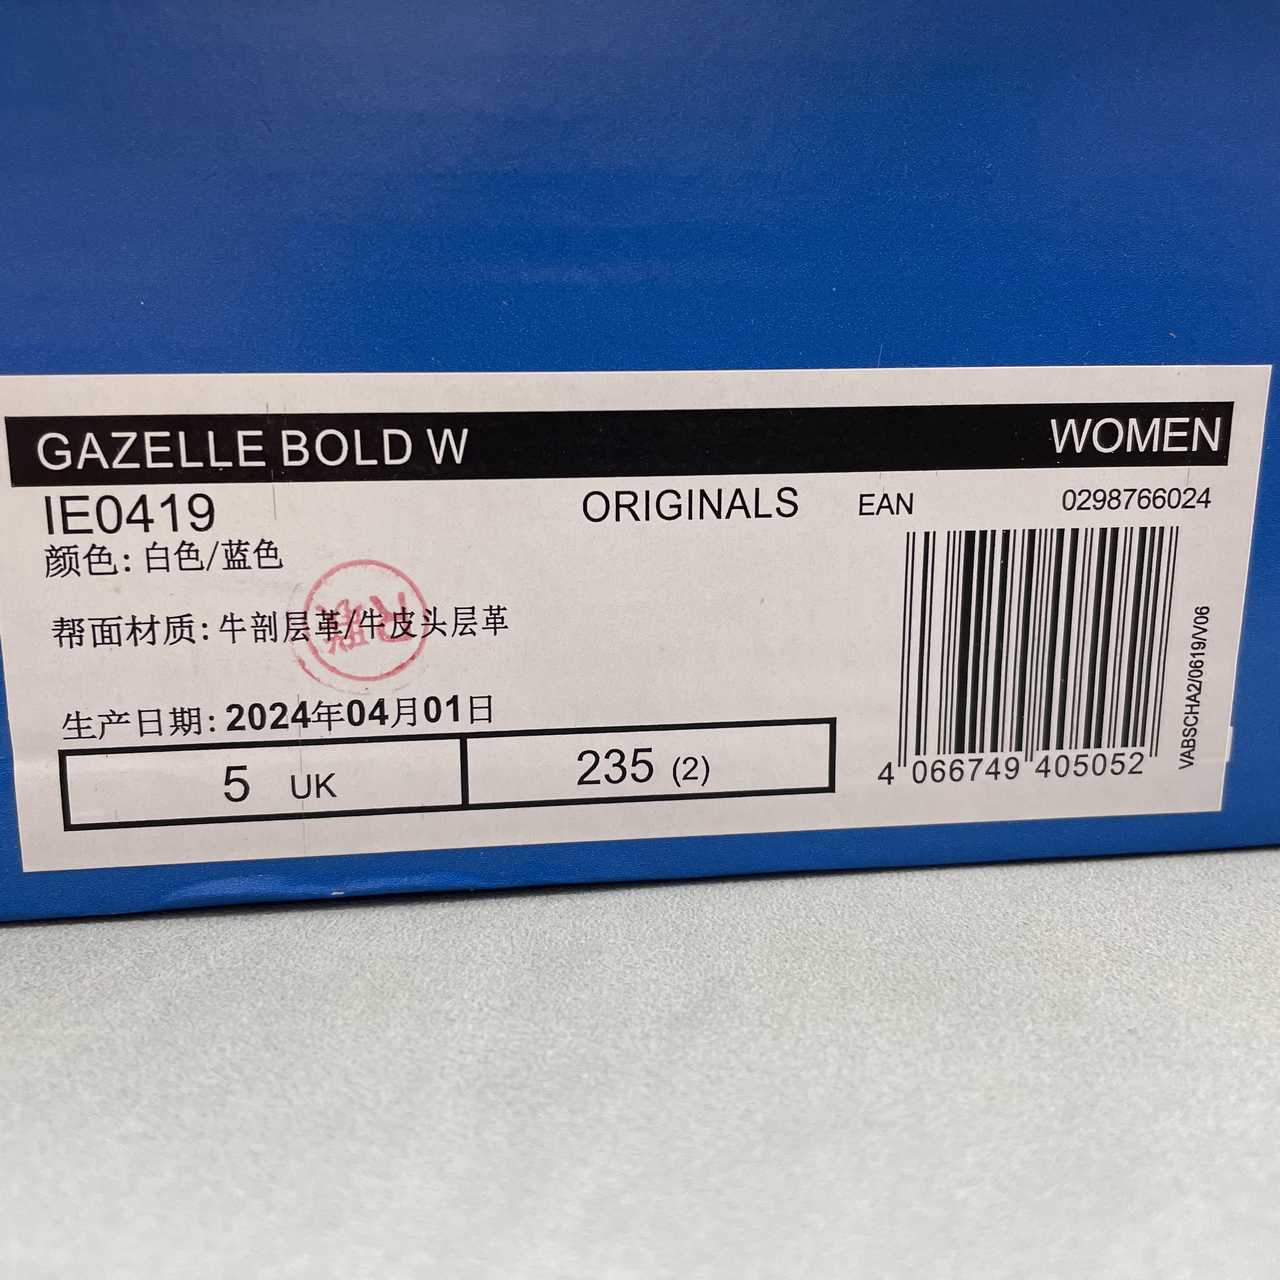 GAZELLE BOLD W WOMEN
IE0419 ORIGINALS EAN 0298766024
颜色: 白色/蓝色
帮面材质: 牛剖层革/牛皮头层革
生产日期: 2024年04月01日
5 UK 235 (2)
4 066749 405052
VABSCHA2/0619/V06